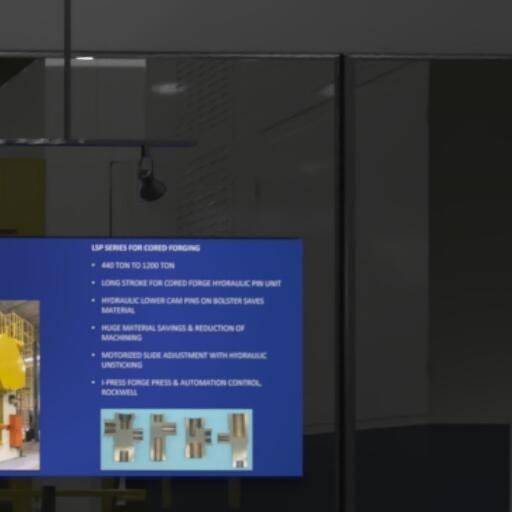 LSP SERIES FOR CORED FORGING
• 440 TON TO 1200 TON
• LONG STROKE FOR CORED FORGE HYDRAULIC PIN UNIT
• HYDRAULIC LOWER CAM PINS ON BOLSTER SAVES
MATERIAL
• HUGE MATERIAL SAVINGS & REDUCTION OF
MACHINING
• MOTORIZED SLIDE ADJUSTMENT WITH HYDRAULIC
UNSTICKING
• I-PRESS FORGE PRESS & AUTOMATION CONTROL,
ROCKWELL